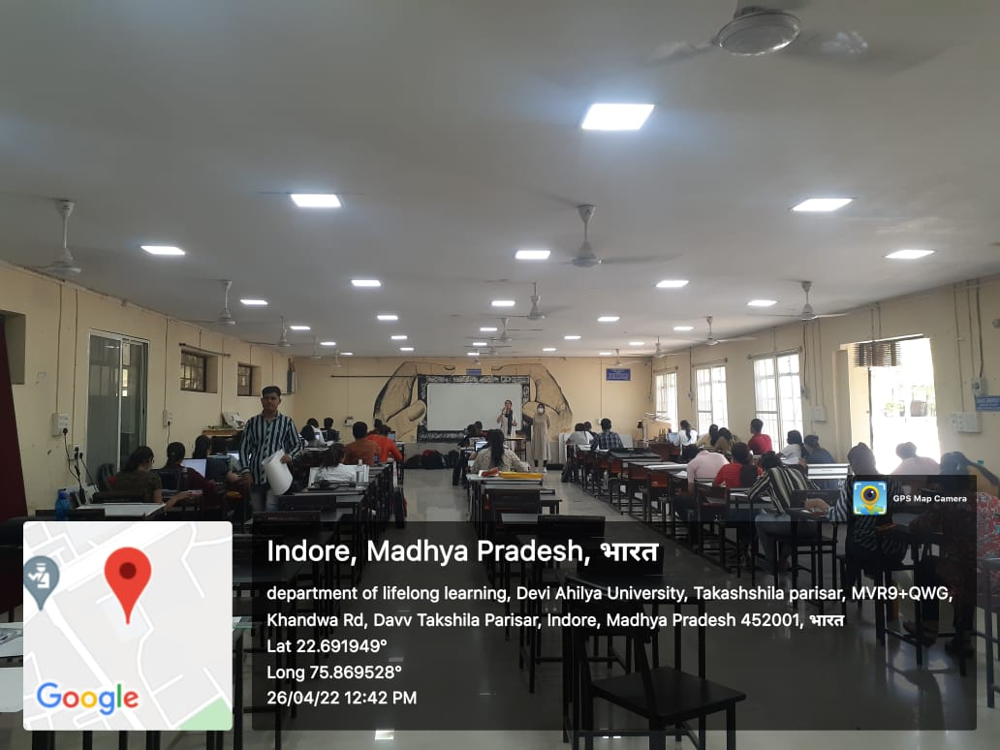 GPS Map Camera
Indore, Madhya Pradesh, भारत
department of lifelong learning, Devi Ahilya University, Takashshila parisar, MVR9+QWG,
Khandwa Rd, Davv Takshila Parisar, Indore, Madhya Pradesh 452001, भारत
Lat 22.691949°
Long 75.869528°
26/04/22 12:42 PM
Google